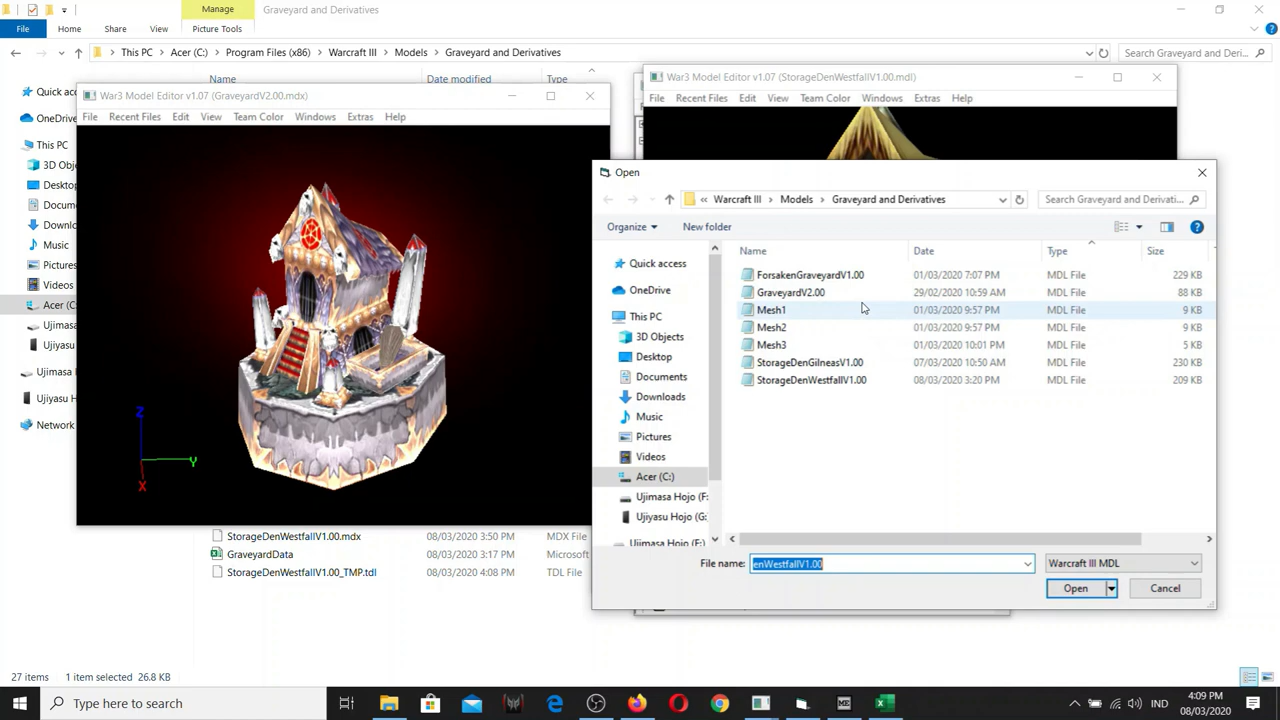 Manage
Graveyard and Derivatives
File
Home
Share
View
Picture Tools
This PC
Acer (C:)
Program Files (x86)
Warcraft III
Models
Graveyard and Derivatives
Search Graveyard and Deri...
Name
Date modified
Quick acc
OneDrive
This PC
3D Obje
Desktop
Docume
Downlo
Music
Pictures
Videos
Acer (C:
Ujimasa
Ujiyasu
Ujimasa H
Ujiyasu Ho
Network
War3 Model Editor v1.07 (GraveyardV2.00.mdx)
File
Recent Files
Edit
View
Team Color
Windows
Extras
Help
Z
Y
X
War3 Model Editor v1.07 (StorageDenWestfallV1.00.mdl)
File
Recent Files
Edit
View
Team Color
Windows
Extras
Help
Open
« Warcraft III
Models
Graveyard and Derivatives
Search Graveyard and Derivati...
Organize
New folder
Quick access
OneDrive
This PC
3D Objects
Desktop
Documents
Downloads
Music
Pictures
Videos
Acer (C:)
Ujimasa Hojo (F:
Ujiyasu Hojo (G:
Ujimasa Hojo (F:)
Name
Date
Type
Size
ForsakenGraveyardV1.00 01/03/2020 7:07 PM MDL File 229 KB
GraveyardV2.00 29/02/2020 10:59 AM MDL File 88 KB
Mesh1 01/03/2020 9:57 PM MDL File 9 KB
Mesh2 01/03/2020 9:57 PM MDL File 9 KB
Mesh3 01/03/2020 10:01 PM MDL File 5 KB
StorageDenGilneasV1.00 07/03/2020 10:50 AM MDL File 230 KB
StorageDenWestfallV1.00 08/03/2020 3:20 PM MDL File 209 KB
File name:
enWestfallV1.00
Warcraft III MDL
Open
Cancel
StorageDenWestfallV1.00.mdx 08/03/2020 3:50 PM MDX File
GraveyardData 08/03/2020 3:17 PM Microsoft
StorageDenWestfallV1.00_TMP.tdl 08/03/2020 4:08 PM TDL File
27 items
1 item selected 26.8 KB
Type here to search
IND
4:09 PM
08/03/2020